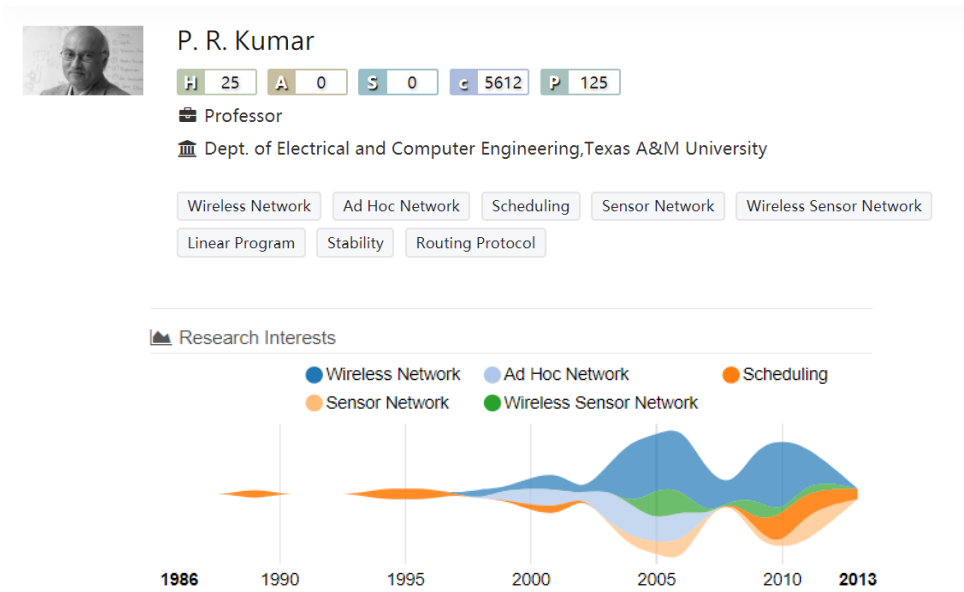 P. R. Kumar
H 25 A 0 S 0 c 5612 P 125
Professor
Dept. of Electrical and Computer Engineering,Texas A&M University
Wireless Network Ad Hoc Network Scheduling Sensor Network Wireless Sensor Network
Linear Program Stability Routing Protocol
Research Interests
Wireless Network Ad Hoc Network Scheduling
Sensor Network Wireless Sensor Network
1986 1990 1995 2000 2005 2010 2013